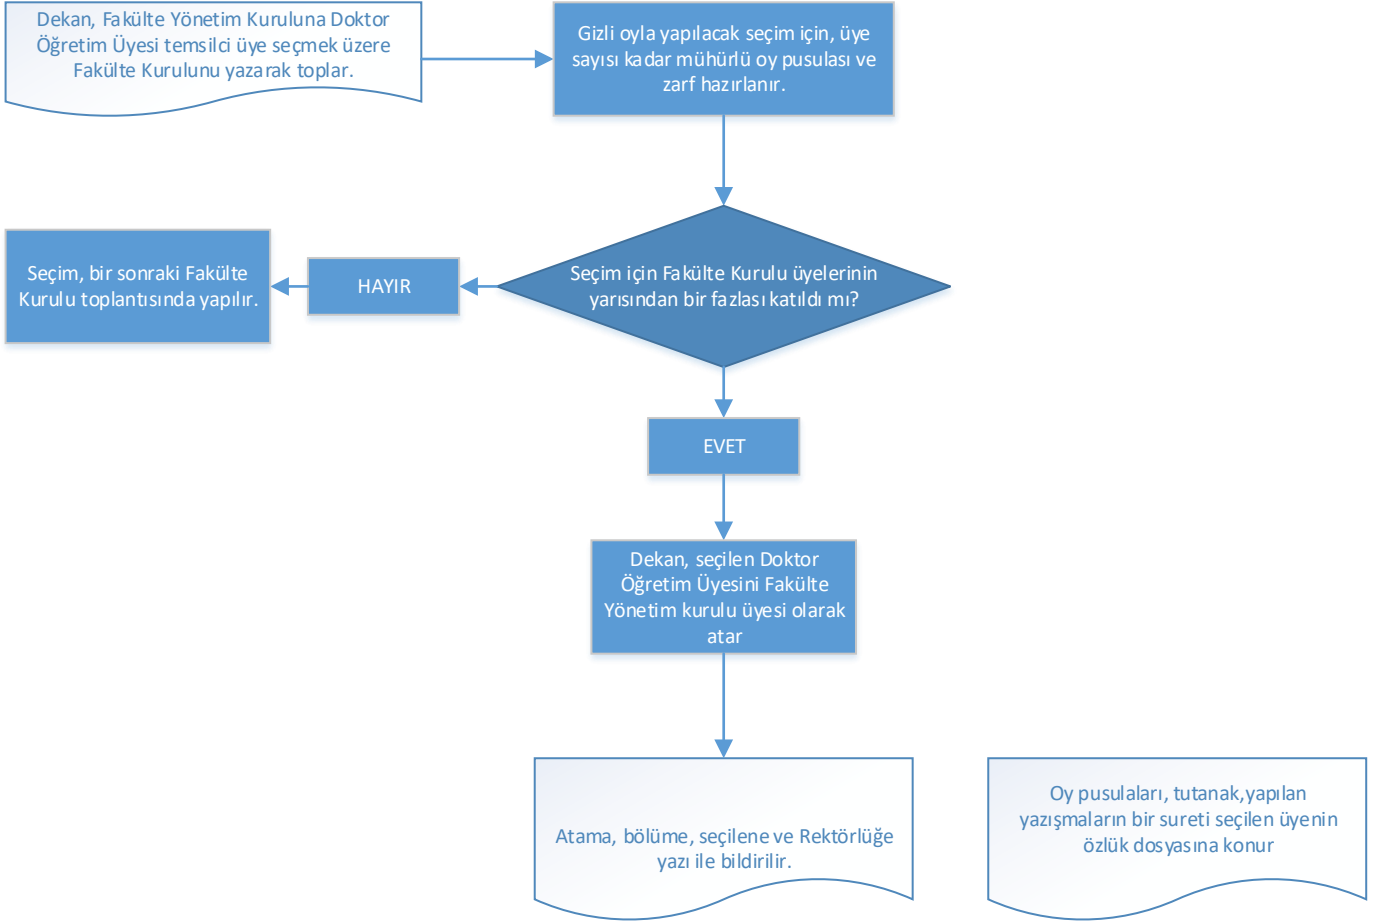 Dekan, Fakülte Yönetim Kuruluna Doktor
Öğretim Üyesi temsilci üye seçmek üzere
Fakülte Kurulunu yazarak toplar.
Gizli oyla yapılacak seçim için, üye
sayısı kadar mühürlü oy pusulası ve
zarf hazırlanır.
Seçim, bir sonraki Fakülte
Kurulu toplantısında yapılır.
HAYIR
Seçim için Fakülte Kurulu üyelerinin
yarısından bir fazlası katıldı mı?
EVET
Dekan, seçilen Doktor
Öğretim Üyesini Fakülte
Yönetim kurulu üyesi olarak
atar
Atama, bölüme, seçilene ve Rektörlüğe
yazı ile bildirilir.
Oy pusulaları, tutanak,yapılan
yazışmaların bir sureti seçilen üyenin
özlük dosyasına konur